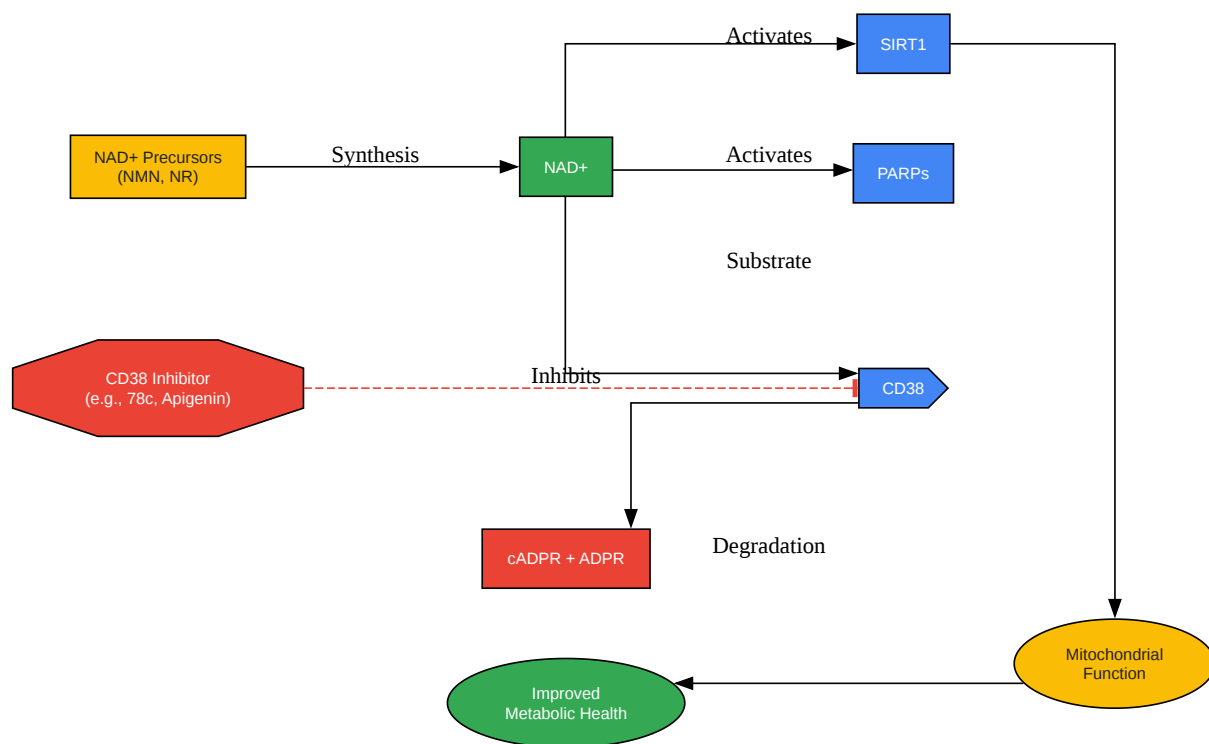 Activates
SIRT1
NAD+ Precursors
(NMN, NR)
Synthesis
NAD+
Activates
PARPs
Substrate
CD38 Inhibitor
(e.g., 78c, Apigenin)
Inhibits
CD38
cADPR + ADPR
Degradation
Mitochondrial
Function
Improved
Metabolic Health